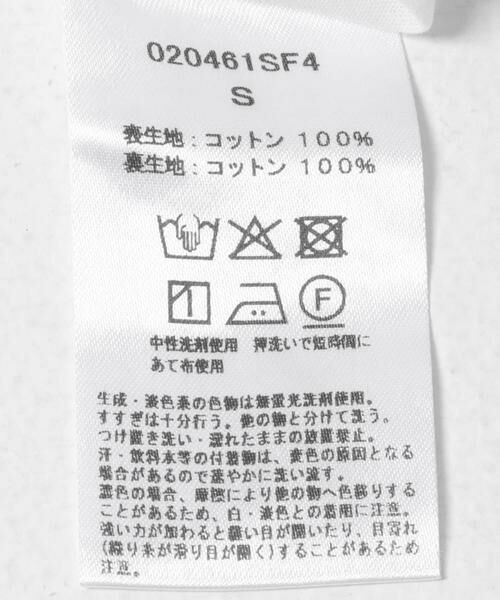 020461SF4
S
表生地：コットン 100%
裏生地：コットン 100%
F
中性洗剤使用 押洗いで短時間に
あて布使用
生成・淡色系の色物は無蛍光洗剤使用。
すすぎは十分行う。他の物と分けて洗う。
つけ置き洗い・濡れたままの放置禁止。
汗・飲料水等の付着物は、変色の原因となる
場合があるので速やかに洗い流す。
濃色の場合、摩擦により他の物へ色移りする
ことがあるため、白・淡色との着用に注意。
強い力が加わると縫い目が開いたり、目寄れ
(織り糸が滑り目が開く)することがあるため
注意。